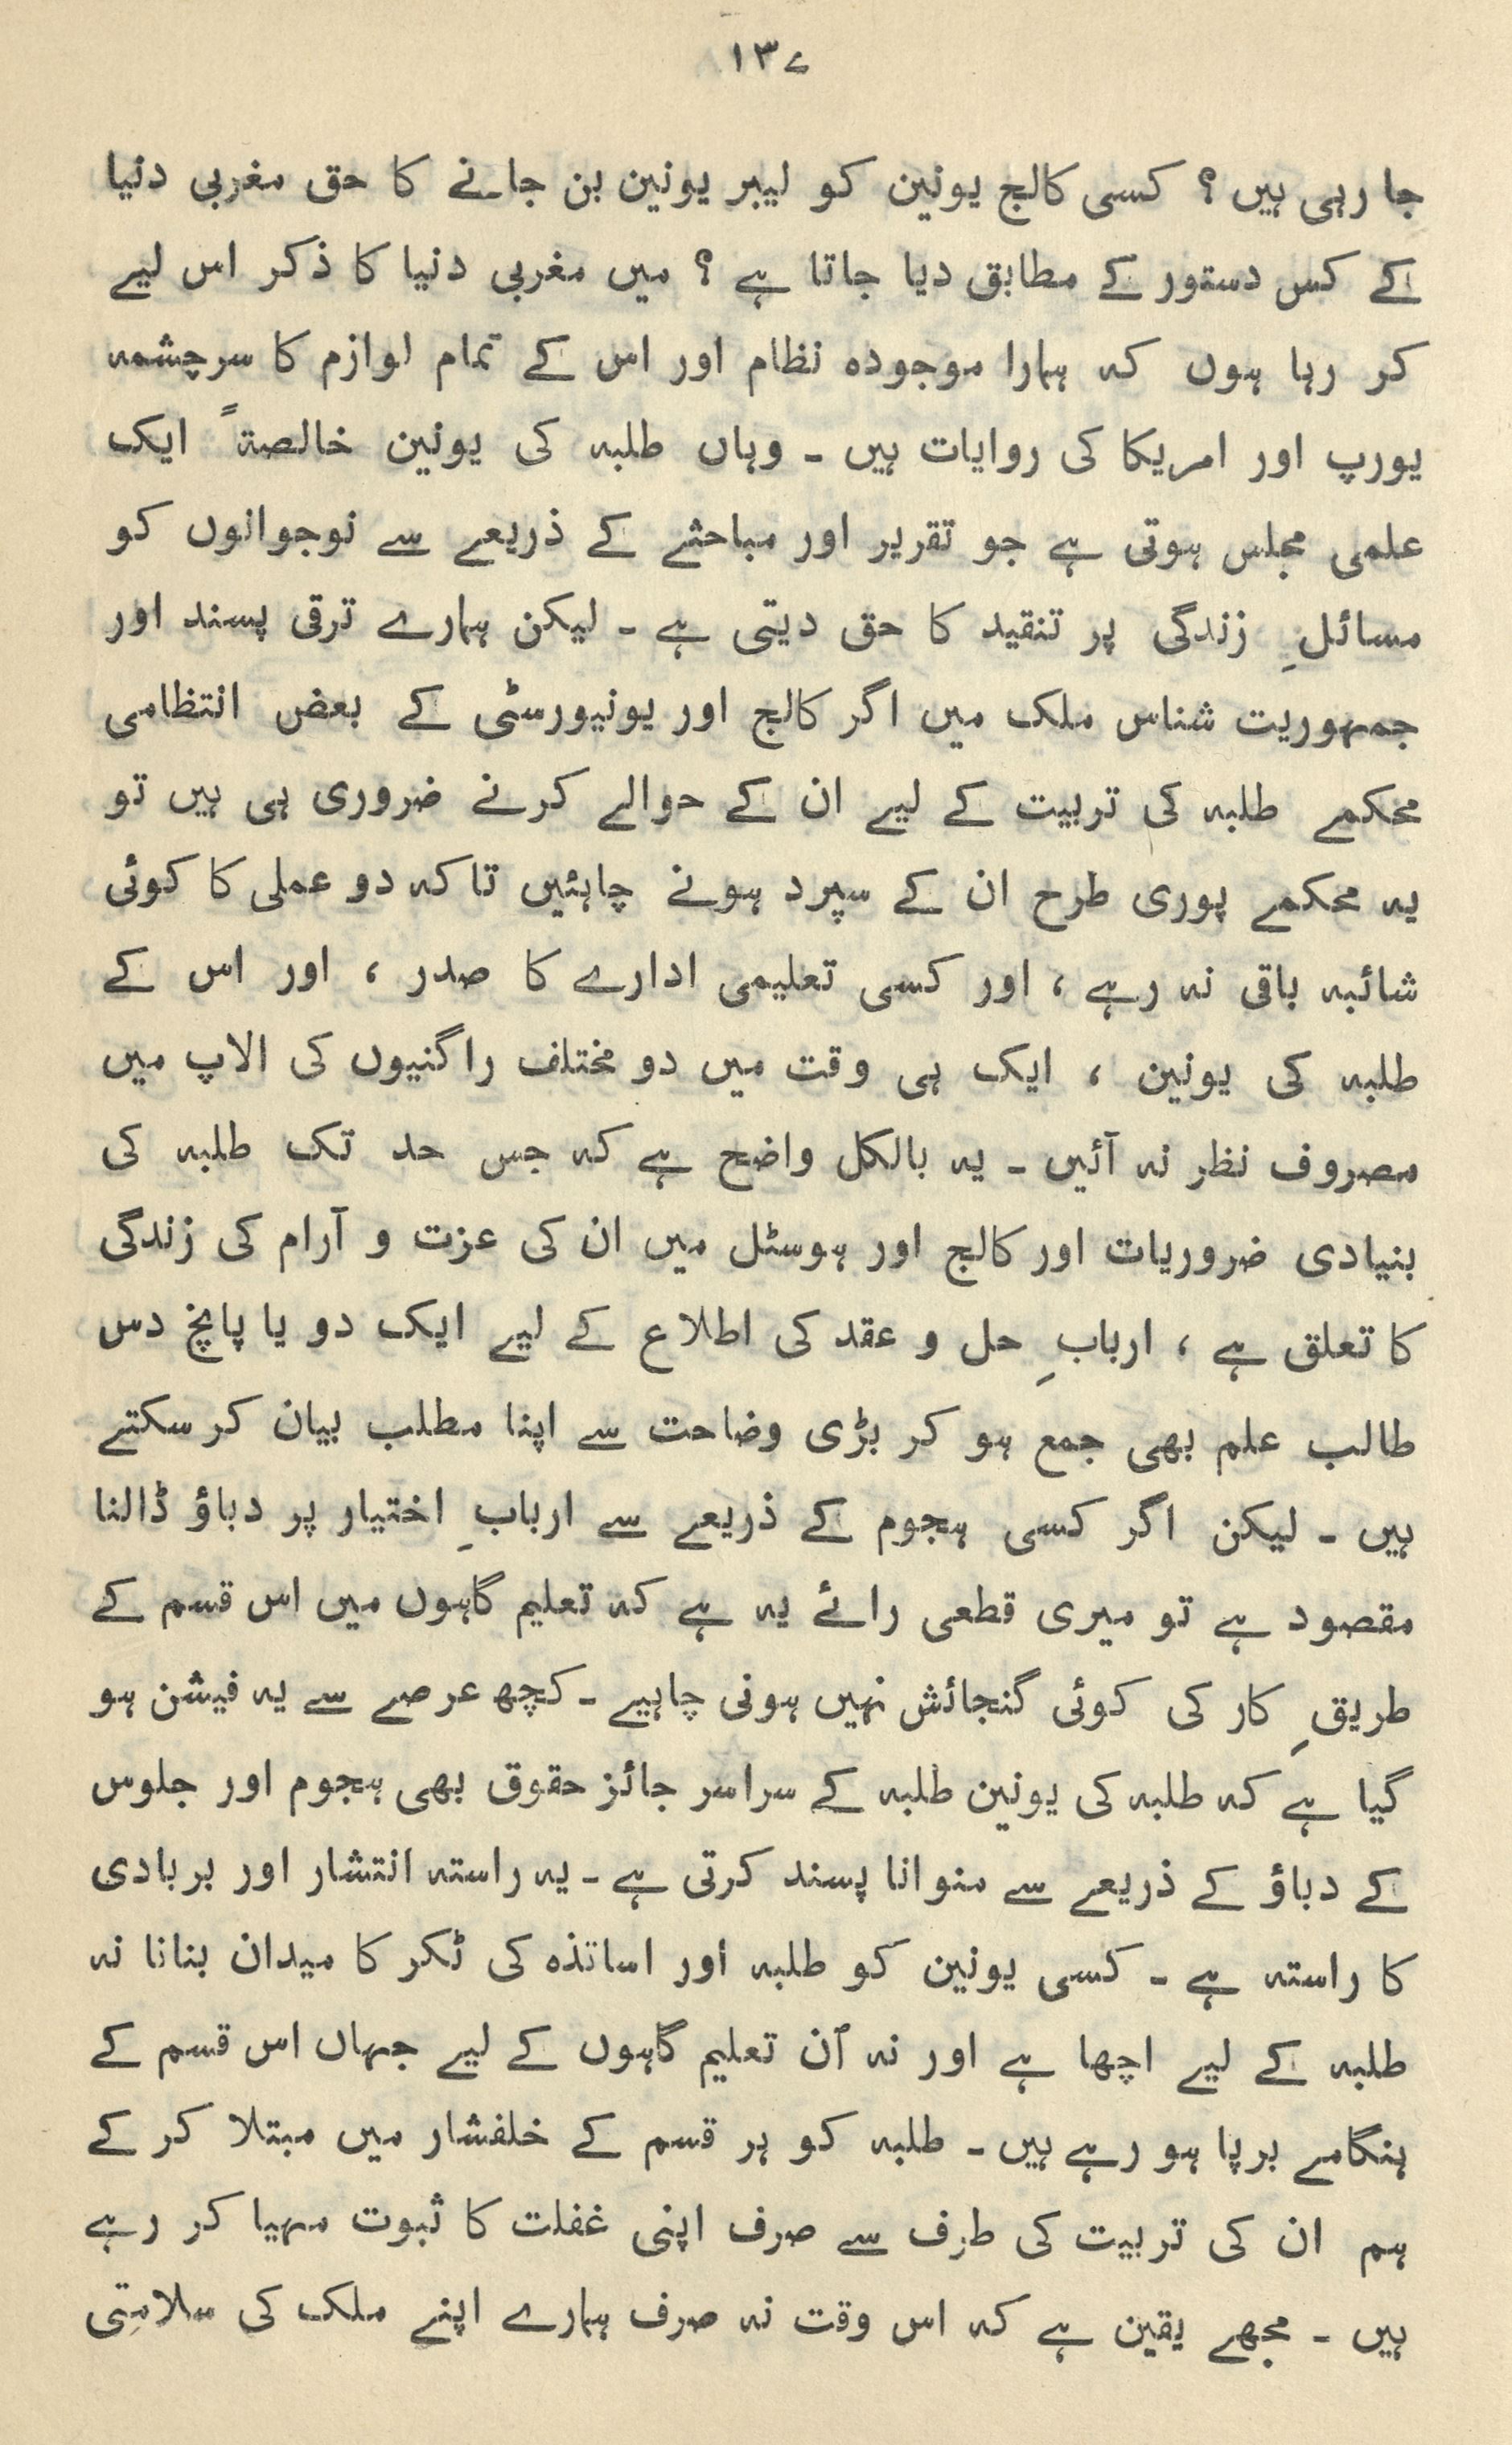 ۱۳۷
جا رہی ہیں ؟ کسی کالج یونین کو لیبر یونین بن جانے کا حق مغربی دنیا
کے کس دستور کے مطابق دیا جاتا ہے ؟ میں مغربی دنیا کا ذکر اس لیے
کر رہا ہوں کہ ہمارا موجودہ نظام اور اس کے تمام لوازم کا سرچشمہ
یورپ اور امریکا کی روایات ہیں ۔ وہاں طلبہ کی یونین خالصۃً ایک
علمی مجلس ہوتی ہے جو تقریر اور مباحثے کے ذریعے سے نوجوانوں کو
مسائلِ زندگی پر تنقید کا حق دیتی ہے ۔ لیکن ہمارے ترقی پسند اور
جمہوریت شناس ملک میں اگر کالج اور یونیورسٹی کے بعض انتظامی
محکمے طلبہ کی تربیت کے لیے ان کے حوالے کرنے ضروری ہی ہیں تو
یہ محکمے پوری طرح ان کے سپرد ہونے چاہئیں تاکہ دو عملی کا کوئی
شائبہ باقی نہ رہے ، اور کسی تعلیمی ادارے کا صدر ، اور اس کے
طلبہ کی یونین ، ایک ہی وقت میں دو مختلف راگنیوں کی الاپ میں
مصروف نظر نہ آئیں ۔ یہ بالکل واضح ہے کہ جس حد تک طلبہ کی
بنیادی ضروریات اور کالج اور ہوسٹل میں ان کی عزت و آرام کی زندگی
کا تعلق ہے ، اربابِ حل و عقد کی اطلاع کے لیے ایک دو یا پانچ دس
طالب علم بھی جمع ہو کر بڑی وضاحت سے اپنا مطلب بیان کر سکتے
ہیں ۔ لیکن اگر کسی ہجوم کے ذریعے سے اربابِ اختیار پر دباؤ ڈالنا
مقصود ہے تو میری قطعی رائے یہ ہے کہ تعلیم گاہوں میں اس قسم کے
طریقِ کار کی کوئی گنجائش نہیں ہونی چاہیے ۔ کچھ عرصے سے یہ فیشن ہو
گیا ہے کہ طلبہ کی یونین طلبہ کے سراسر جائز حقوق بھی ہجوم اور جلوس
کے دباؤ کے ذریعے سے منوانا پسند کرتی ہے ۔ یہ راستہ انتشار اور بربادی
کا راستہ ہے ۔ کسی یونین کو طلبہ اور اساتذہ کی ٹکر کا میدان بنانا نہ
طلبہ کے لیے اچھا ہے اور نہ اُن تعلیم گاہوں کے لیے جہاں اس قسم کے
ہنگامے برپا ہو رہے ہیں ۔ طلبہ کو ہر قسم کے خلفشار میں مبتلا کر کے
ہم ان کی تربیت کی طرف سے صرف اپنی غفلت کا ثبوت مہیا کر رہے
ہیں ۔ مجھے یقین ہے کہ اس وقت نہ صرف ہمارے اپنے ملک کی سلامتی